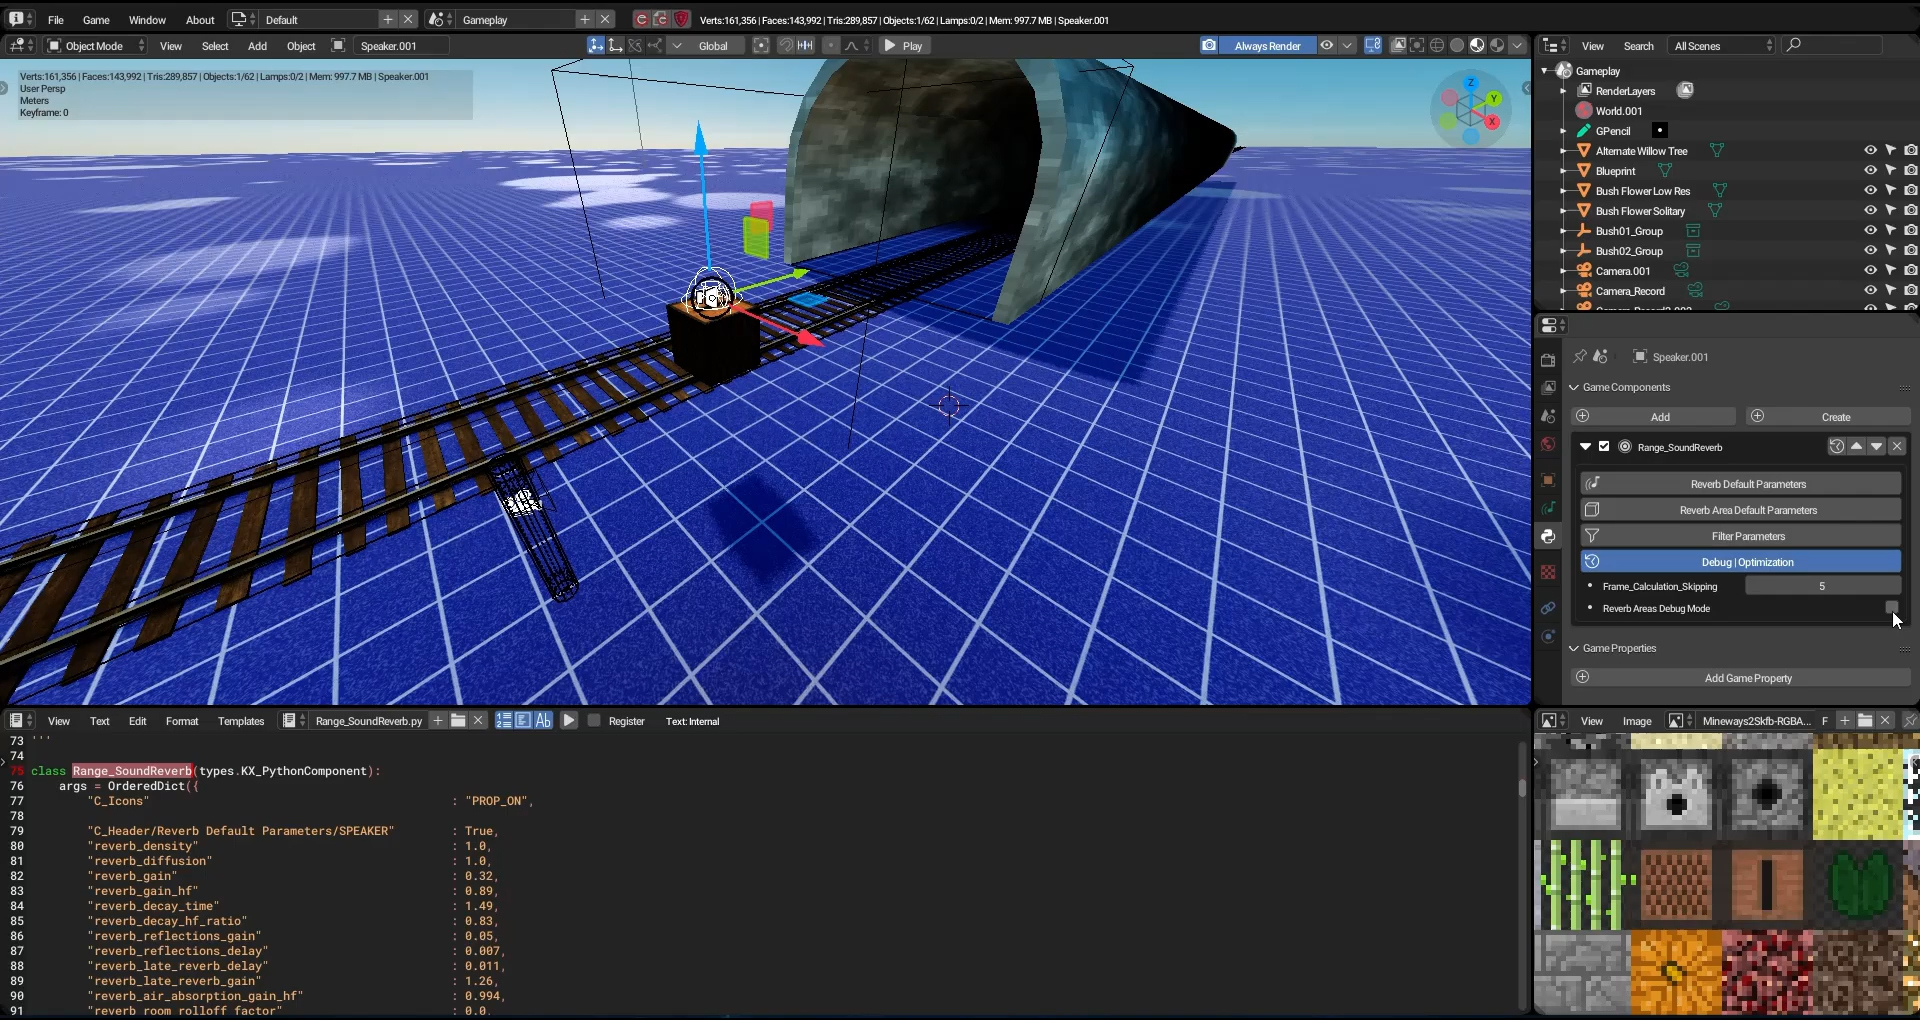 File Game Window About Default Gameplay Verts:161,356 | Faces:143,992 | Tris:289,857 | Objects:1/62 | Lamps:0/2 | Mem: 997.7 MB | Speaker.001
Object Mode View Select Add Object Speaker.001 Global Play Always Render
Verts:161,356 | Faces:143,992 | Tris:289,857 | Objects:1/62 | Lamps:0/2 | Mem: 997.7 MB | Speaker.001
User Persp
Meters
Keyframe: 0
Z
Y
X
View Search All Scenes
Gameplay
RenderLayers
World.001
GPencil
Alternate Willow Tree
Blueprint
Bush Flower Low Res
Bush Flower Solitary
Bush01_Group
Bush02_Group
Camera.001
Camera_Record
Speaker.001
Game Components
Add Create
Range_SoundReverb
Reverb Default Parameters
Reverb Area Default Parameters
Filter Parameters
Debug | Optimization
Frame_Calculation_Skipping 5
Reverb Areas Debug Mode
Game Properties
Add Game Property
View Text Edit Format Templates Range_SoundReverb.py Ab Register Text: Internal
73 '''
74
75 class Range_SoundReverb(types.KX_PythonComponent):
76 args = OrderedDict({
77 "C_Icons" : "PROP_ON",
78
79 "C_Header/Reverb Default Parameters/SPEAKER" : True,
80 "reverb_density" : 1.0,
81 "reverb_diffusion" : 1.0,
82 "reverb_gain" : 0.32,
83 "reverb_gain_hf" : 0.89,
84 "reverb_decay_time" : 1.49,
85 "reverb_decay_hf_ratio" : 0.83,
86 "reverb_reflections_gain" : 0.05,
87 "reverb_reflections_delay" : 0.007,
88 "reverb_late_reverb_delay" : 0.011,
89 "reverb_late_reverb_gain" : 1.26,
90 "reverb_air_absorption_gain_hf" : 0.994,
91 "reverb_room_rolloff_factor" : 0.0,
View Image Mineways2Skfb-RGBA... F